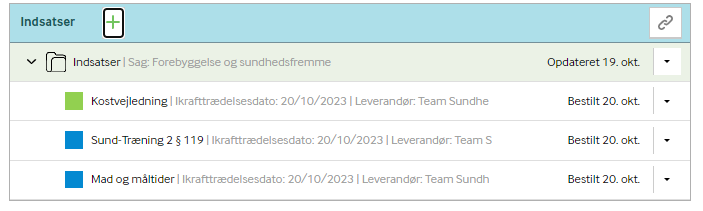 Indsatser
Indsatser | Sag: Forebyggelse og sundhedsfremme Opdateret 19. okt.
Kostvejledning | Ikrafttrædelsesdato: 20/10/2023 | Leverandør: Team Sundhe Bestilt 20. okt.
Sund-Træning 2 § 119 | Ikrafttrædelsesdato: 20/10/2023 | Leverandør: Team S Bestilt 20. okt.
Mad og måltider | Ikrafttrædelsesdato: 20/10/2023 | Leverandør: Team Sundh Bestilt 20. okt.